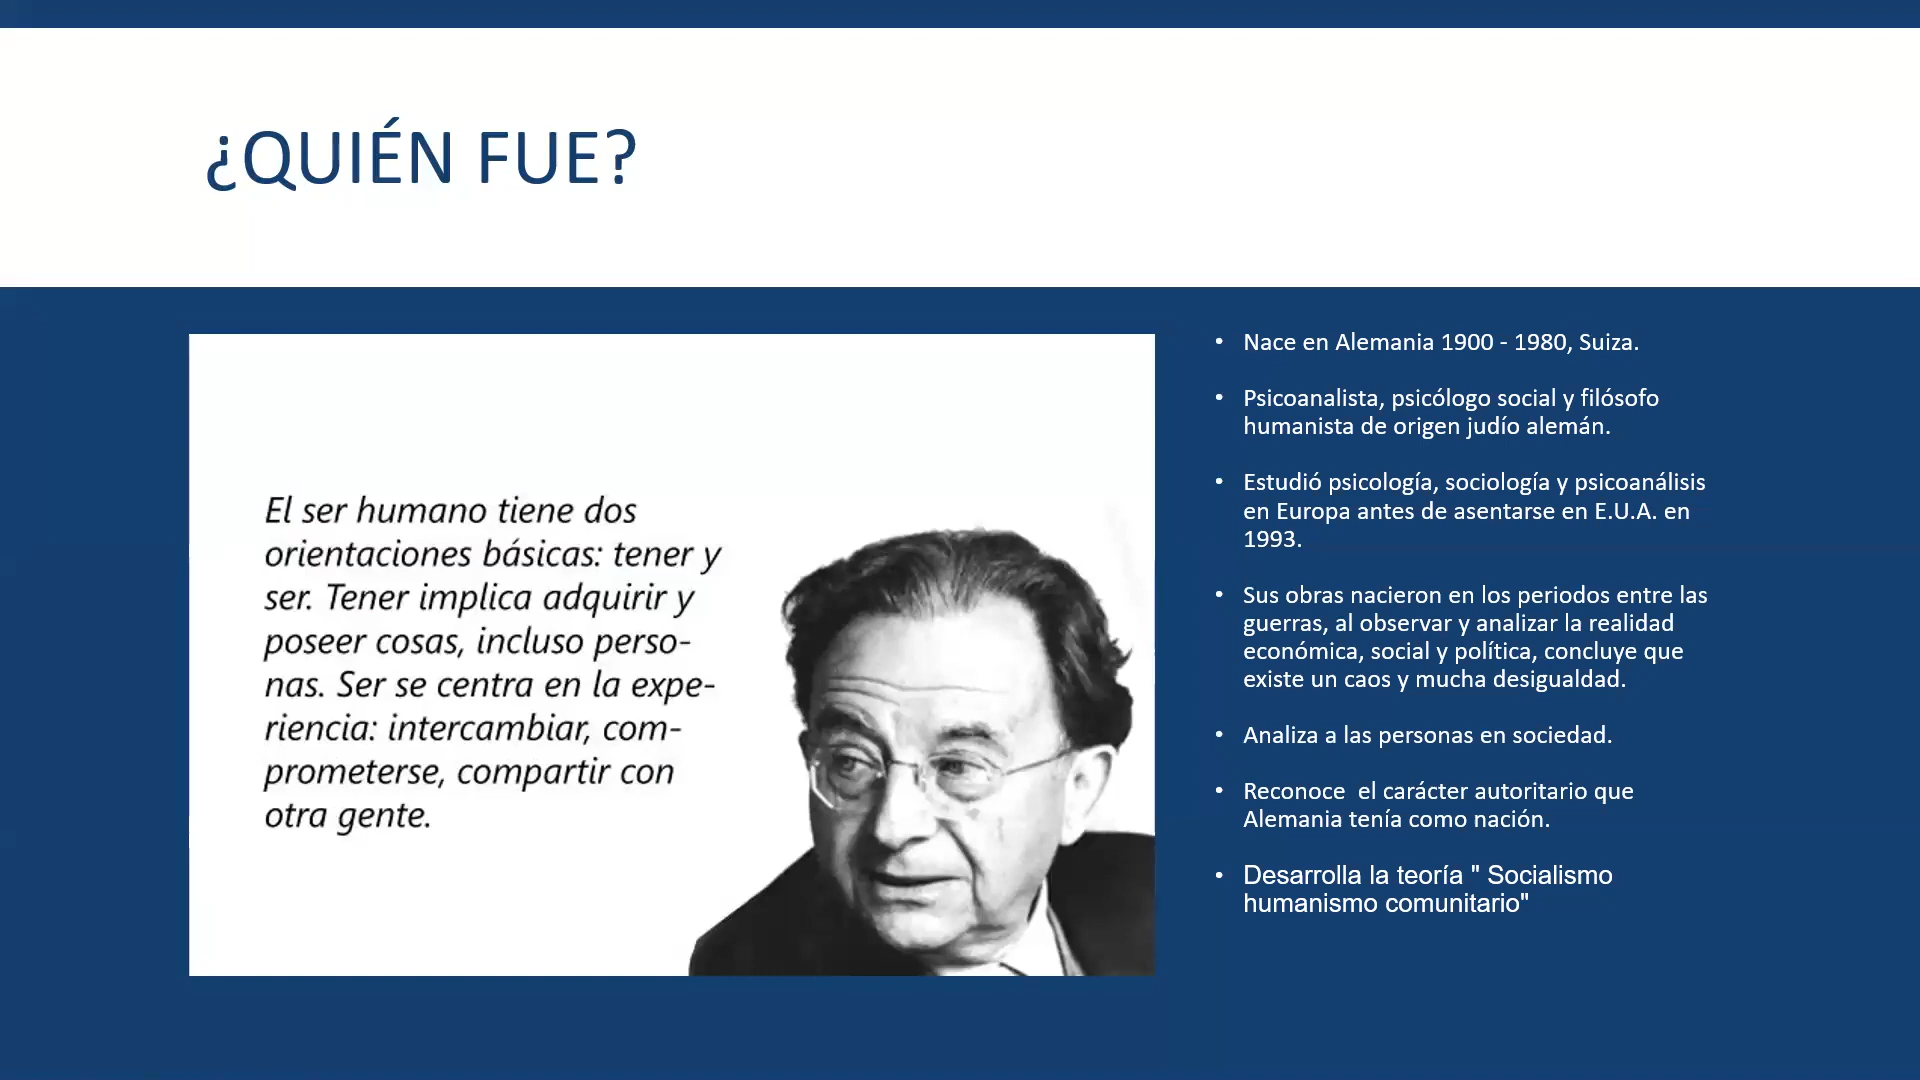 ¿QUIÉN FUE?
El ser humano tiene dos
orientaciones básicas: tener y
ser. Tener implica adquirir y
poseer cosas, incluso perso-
nas. Ser se centra en la expe-
riencia: intercambiar, com-
prometerse, compartir con
otra gente.
• Nace en Alemania 1900 - 1980, Suiza.
• Psicoanalista, psicólogo social y filósofo
humanista de origen judío alemán.
• Estudió psicología, sociología y psicoanálisis
en Europa antes de asentarse en E.U.A. en
1993.
• Sus obras nacieron en los periodos entre las
guerras, al observar y analizar la realidad
económica, social y política, concluye que
existe un caos y mucha desigualdad.
• Analiza a las personas en sociedad.
• Reconoce  el carácter autoritario que
Alemania tenía como nación.
• Desarrolla la teoría " Socialismo
humanismo comunitario"